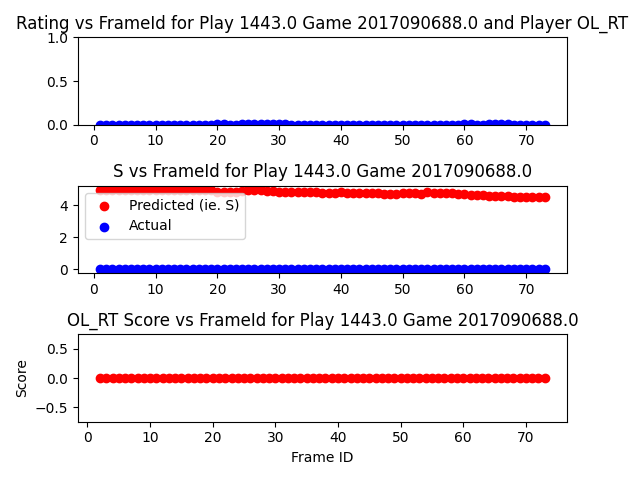 Rating vs FrameId for Play 1443.0 Game 2017090688.0 and Player OL_RT
1.0
0.5
0.0
0 10 20 30 40 50 60 70
S vs FrameId for Play 1443.0 Game 2017090688.0
4
2
0
Predicted (ie. S)
Actual
0 10 20 30 40 50 60 70
OL_RT Score vs FrameId for Play 1443.0 Game 2017090688.0
Score
0.5
0.0
−0.5
0 10 20 30 40 50 60 70
Frame ID